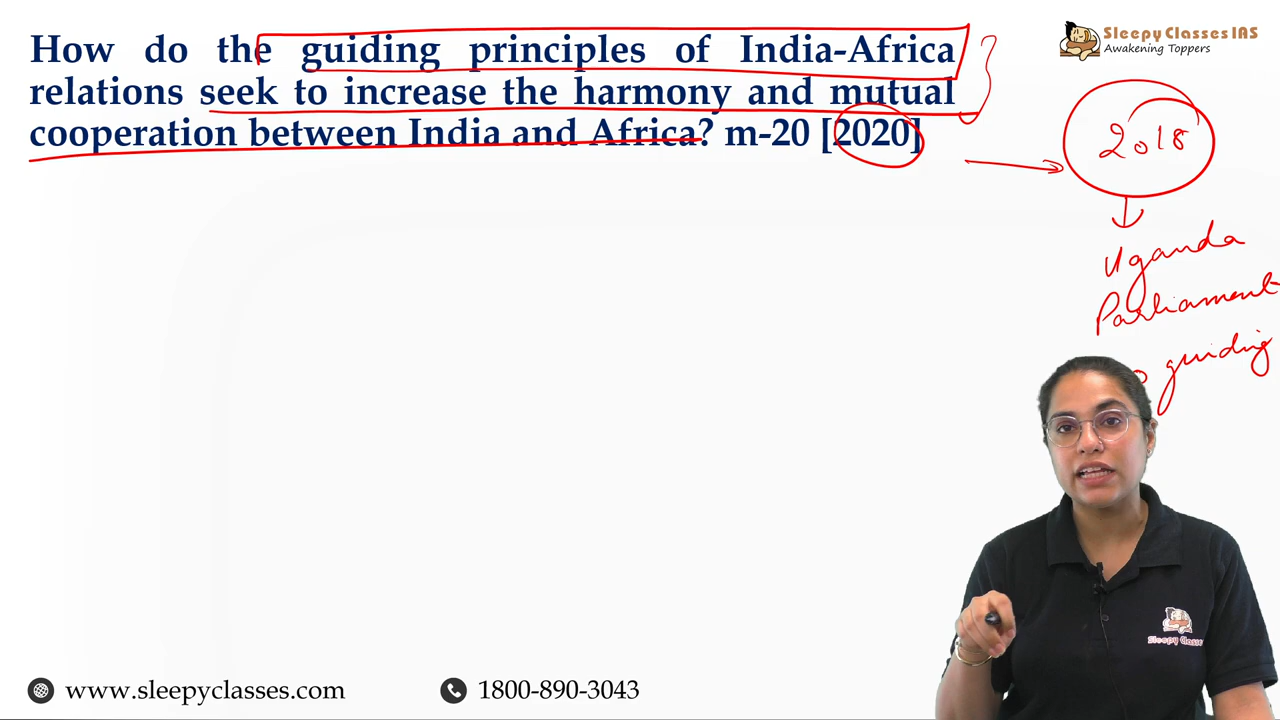 How do the guiding principles of India-Africa
relations seek to increase the harmony and mutual
cooperation between India and Africa? m-20 [2020]
Sleepy Classes IAS
Awakening Toppers
2018
Uganda
Parliament
guiding
Sleepy Classes
www.sleepyclasses.com
1800-890-3043